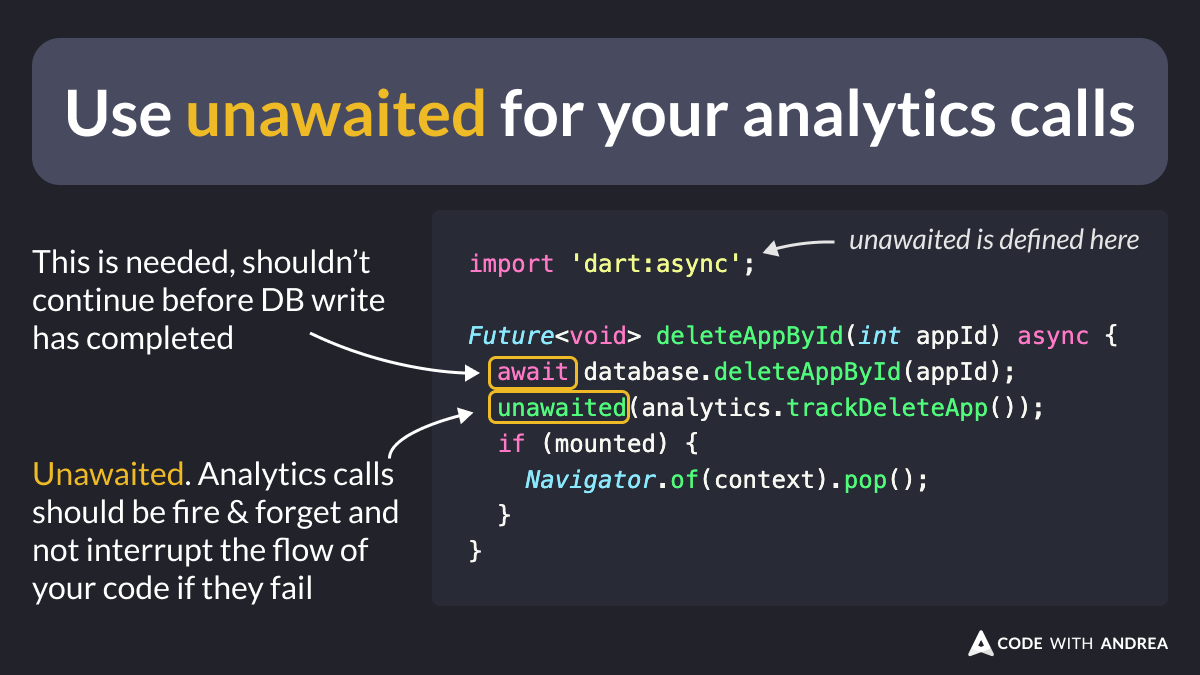 Use unawaited for your analytics calls
This is needed, shouldn’t
continue before DB write
has completed
Unawaited. Analytics calls
should be fire & forget and
not interrupt the flow of
your code if they fail
unawaited is defined here
import 'dart:async';
Future<void> deleteAppById(int appId) async {
  await database.deleteAppById(appId);
  unawaited(analytics.trackDeleteApp());
  if (mounted) {
    Navigator.of(context).pop();
  }
}
CODE WITH ANDREA